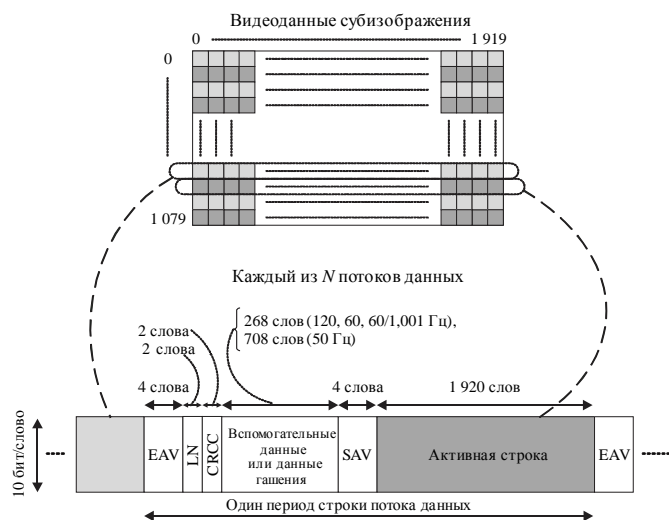 Видеоданные субизображения
0 1 919
0
1 079
Каждый из N потоков данных
268 слов (120, 60, 60/1,001 Гц),
708 слов (50 Гц)
2 слова
2 слова
4 слова
4 слова
1 920 слов
10 бит/слово
EAV
LN
CRCC
Вспомогательные
данные
или данные
гашения
SAV
Активная строка
EAV
Один период строки потока данных